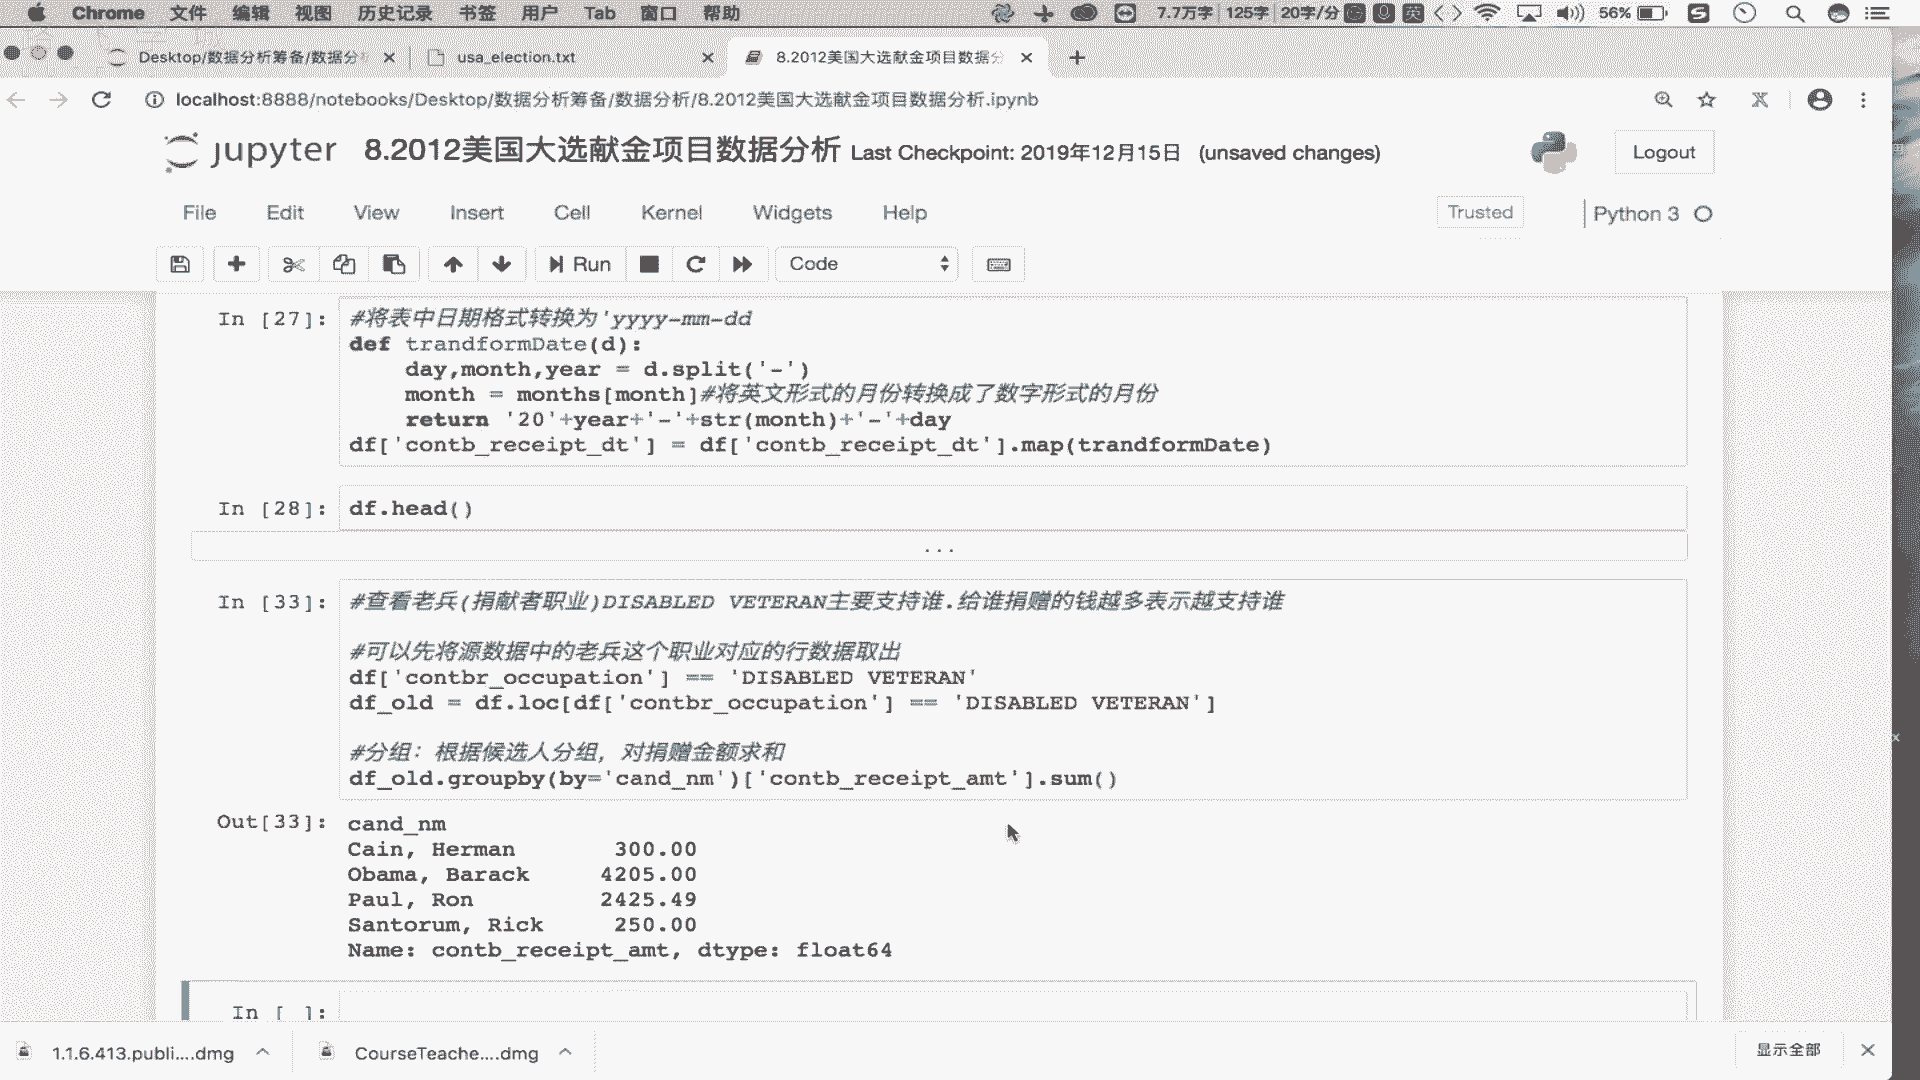 Chrome 文件 编辑 视图 历史记录 书签 用户 Tab 窗口 帮助 7.7万字 125字 20字/分 英 56%
Desktop/数据分析筹备/数据分 usa_election.txt 8.2012美国大选献金项目数据分
localhost:8888/notebooks/Desktop/数据分析筹备/数据分析/8.2012美国大选献金项目数据分析.ipynb
jupyter 8.2012美国大选献金项目数据分析 Last Checkpoint: 2019年12月15日 (unsaved changes) Logout
File Edit View Insert Cell Kernel Widgets Help Trusted Python 3
Run Code
In [27]: #将表中日期格式转换为'yyyy-mm-dd
def trandformDate(d):
day,month,year = d.split('-')
month = months[month]#将英文形式的月份转换成了数字形式的月份
return '20'+year+'-'+str(month)+'-'+day
df['contb_receipt_dt'] = df['contb_receipt_dt'].map(trandformDate)
In [28]: df.head()
...
In [33]: #查看老兵(捐献者职业)DISABLED VETERAN主要支持谁.给谁捐赠的钱越多表示越支持谁
#可以先将源数据中的老兵这个职业对应的行数据取出
df['contbr_occupation'] == 'DISABLED VETERAN'
df_old = df.loc[df['contbr_occupation'] == 'DISABLED VETERAN']
#分组：根据候选人分组，对捐赠金额求和
df_old.groupby(by='cand_nm')['contb_receipt_amt'].sum()
Out[33]: cand_nm
Cain, Herman 300.00
Obama, Barack 4205.00
Paul, Ron 2425.49
Santorum, Rick 250.00
Name: contb_receipt_amt, dtype: float64
In [ ]:
1.1.6.413.publi....dmg CourseTeache....dmg 显示全部